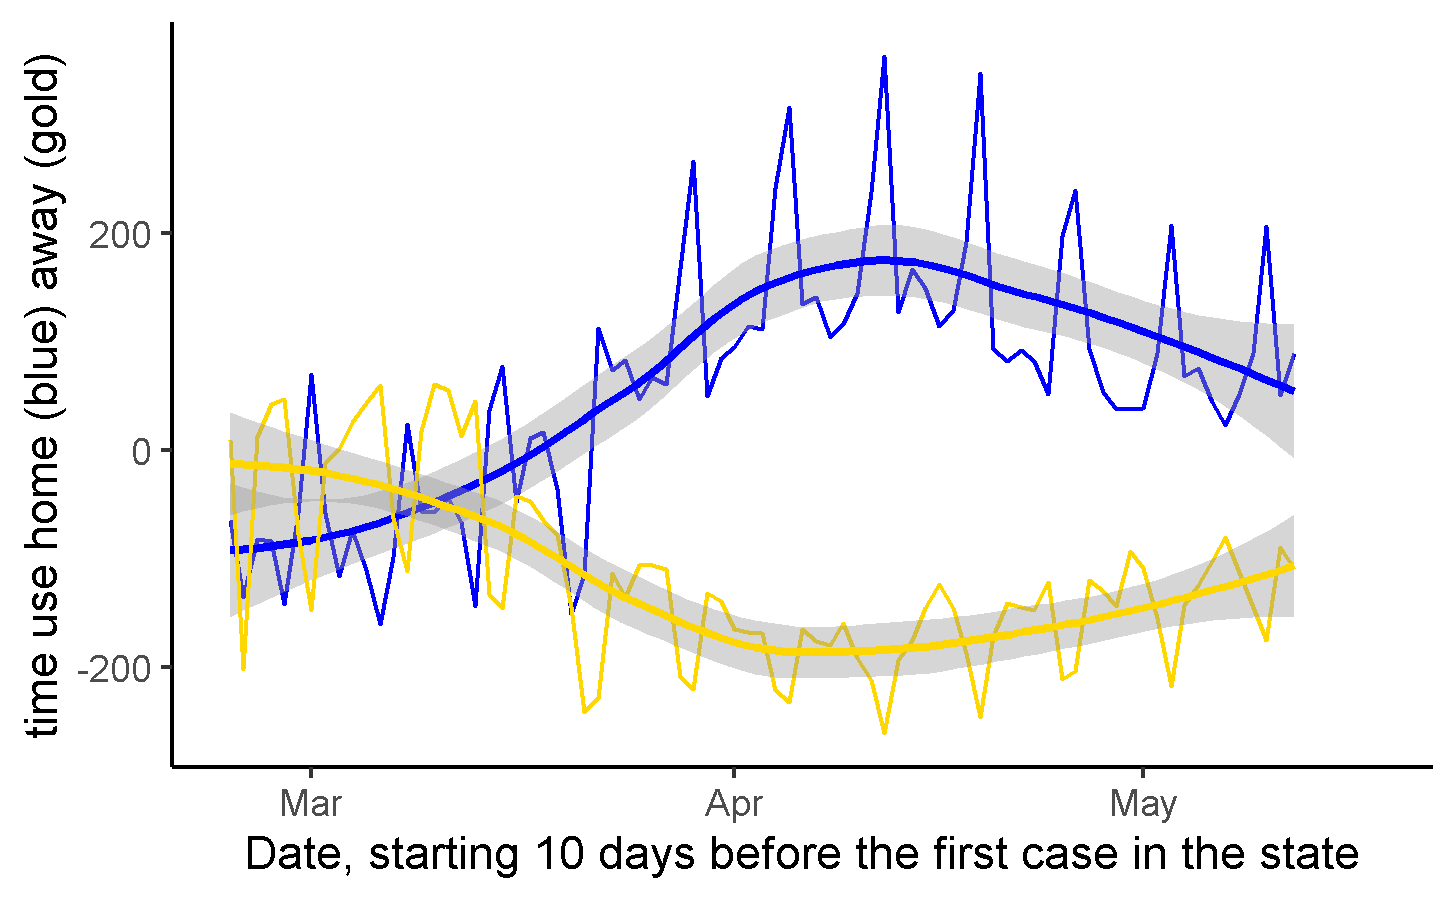 time use home (blue) away (gold)
200
0
-200
Mar
Apr
May
Date, starting 10 days before the first case in the state